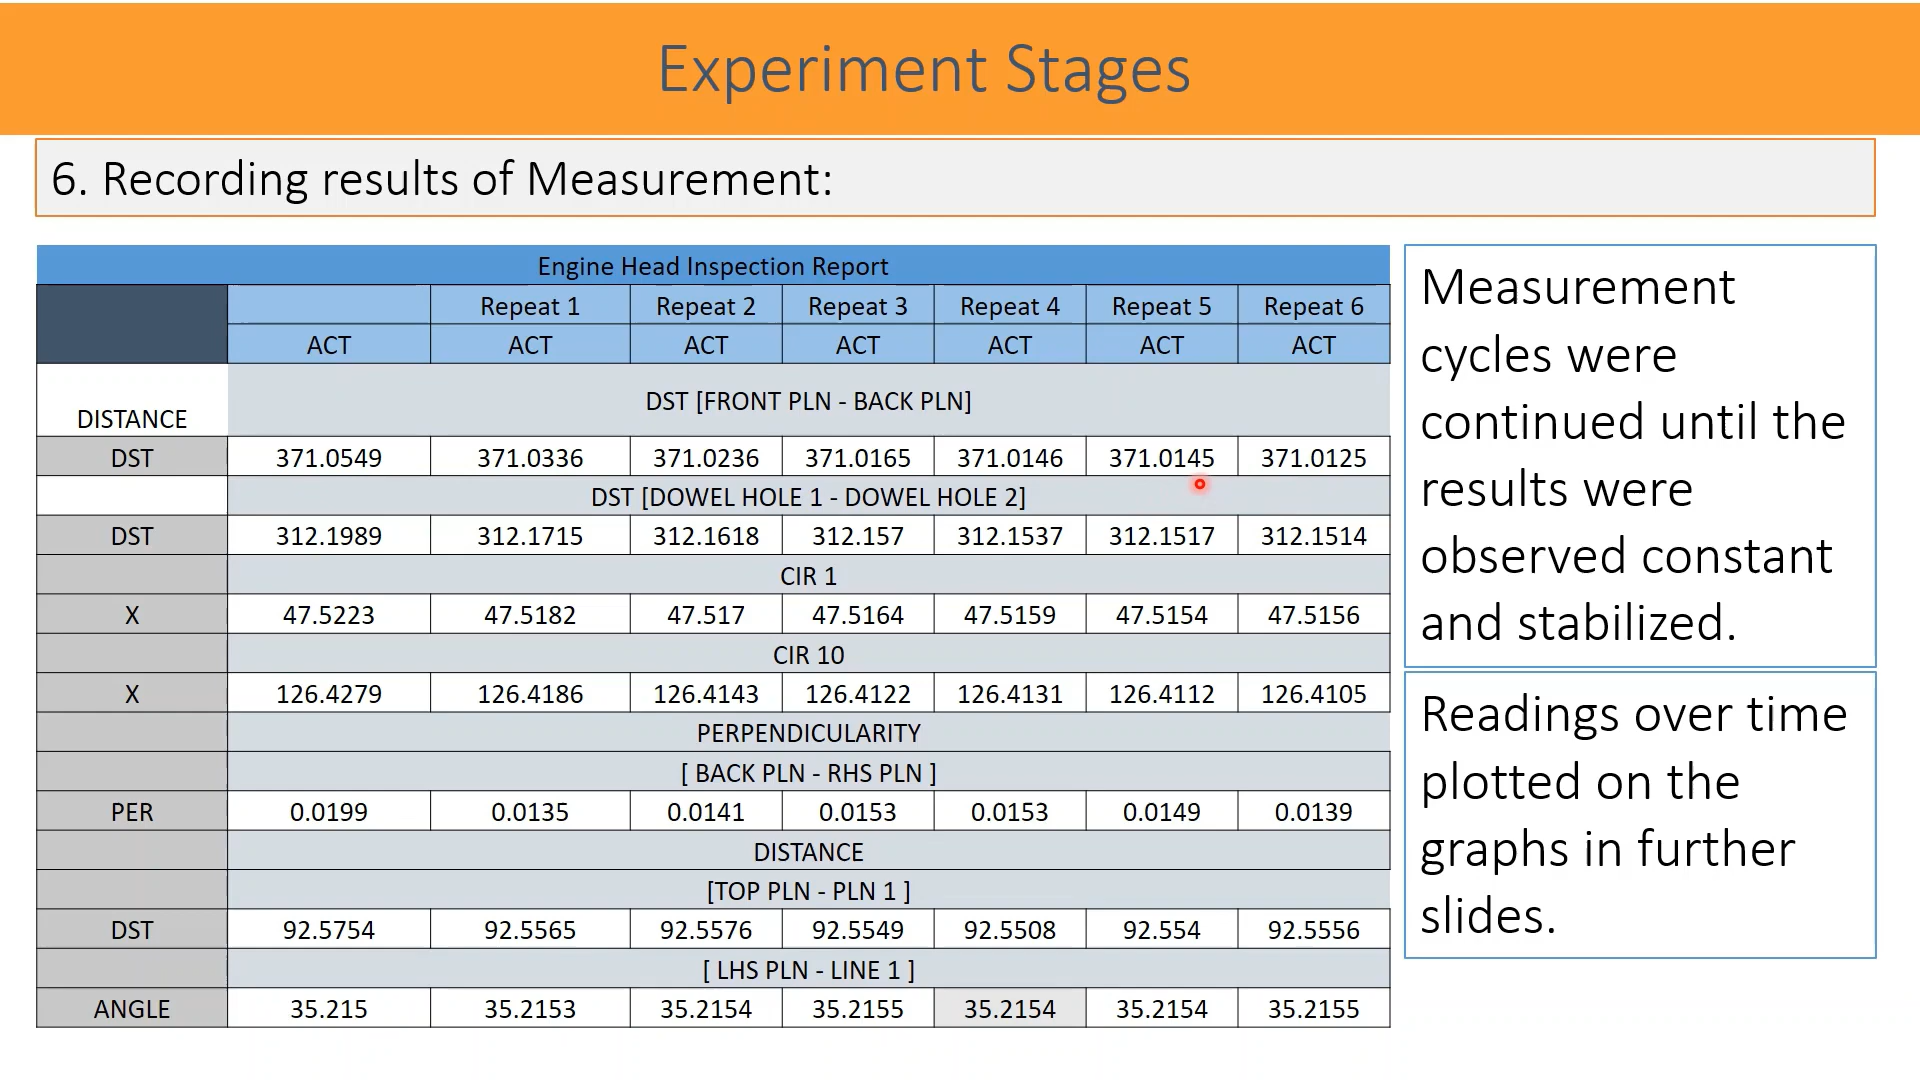 Experiment Stages
6. Recording results of Measurement:
Engine Head Inspection Report
Repeat 1 Repeat 2 Repeat 3 Repeat 4 Repeat 5 Repeat 6
ACT ACT ACT ACT ACT ACT ACT
DISTANCE DST [FRONT PLN - BACK PLN]
DST 371.0549 371.0336 371.0236 371.0165 371.0146 371.0145 371.0125
DST [DOWEL HOLE 1 - DOWEL HOLE 2]
DST 312.1989 312.1715 312.1618 312.157 312.1537 312.1517 312.1514
CIR 1
X 47.5223 47.5182 47.517 47.5164 47.5159 47.5154 47.5156
CIR 10
X 126.4279 126.4186 126.4143 126.4122 126.4131 126.4112 126.4105
PERPENDICULARITY
[ BACK PLN - RHS PLN ]
PER 0.0199 0.0135 0.0141 0.0153 0.0153 0.0149 0.0139
DISTANCE
[TOP PLN - PLN 1 ]
DST 92.5754 92.5565 92.5576 92.5549 92.5508 92.554 92.5556
[ LHS PLN - LINE 1 ]
ANGLE 35.215 35.2153 35.2154 35.2155 35.2154 35.2154 35.2155
Measurement
cycles were
continued until the
results were
observed constant
and stabilized.
Readings over time
plotted on the
graphs in further
slides.